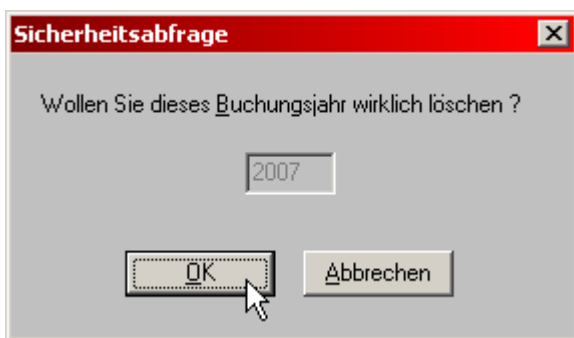 Sicherheitsabfrage
Wollen Sie dieses Buchungsjahr wirklich löschen ?
2007
OK Abbrechen